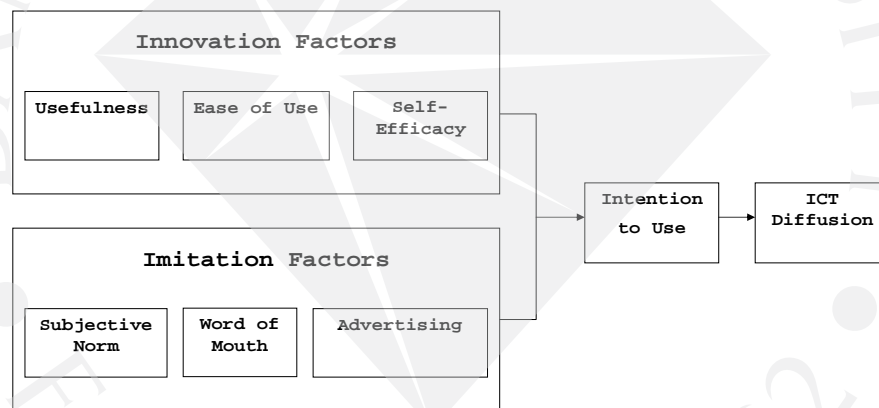 Innovation Factors
Usefulness
Ease of Use
Self-
Efficacy
Intention
to Use
ICT
Diffusion
Imitation Factors
Subjective
Norm
Word of
Mouth
Advertising